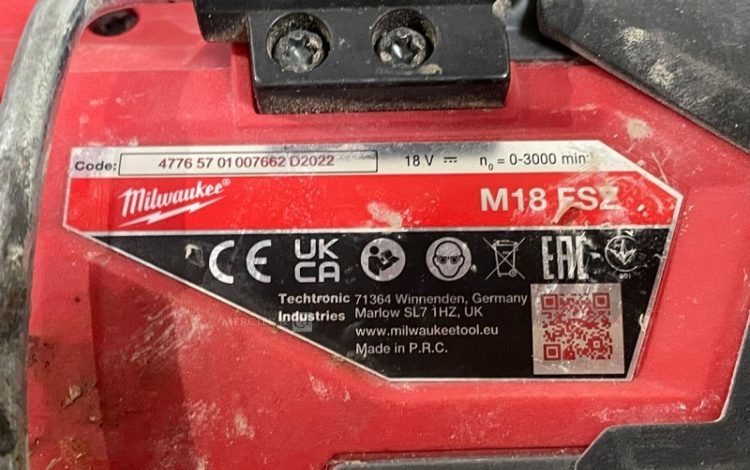 Code: 4776 57 01 007662 D2022 18 V n₀ = 0-3000 min⁻¹
Milwaukee®
M18 FSZ
CE UK CA EAC
Techtronic Industries
71364 Winnenden, Germany
Marlow SL7 1HZ, UK
www.milwaukeetool.eu
Made in P.R.C.